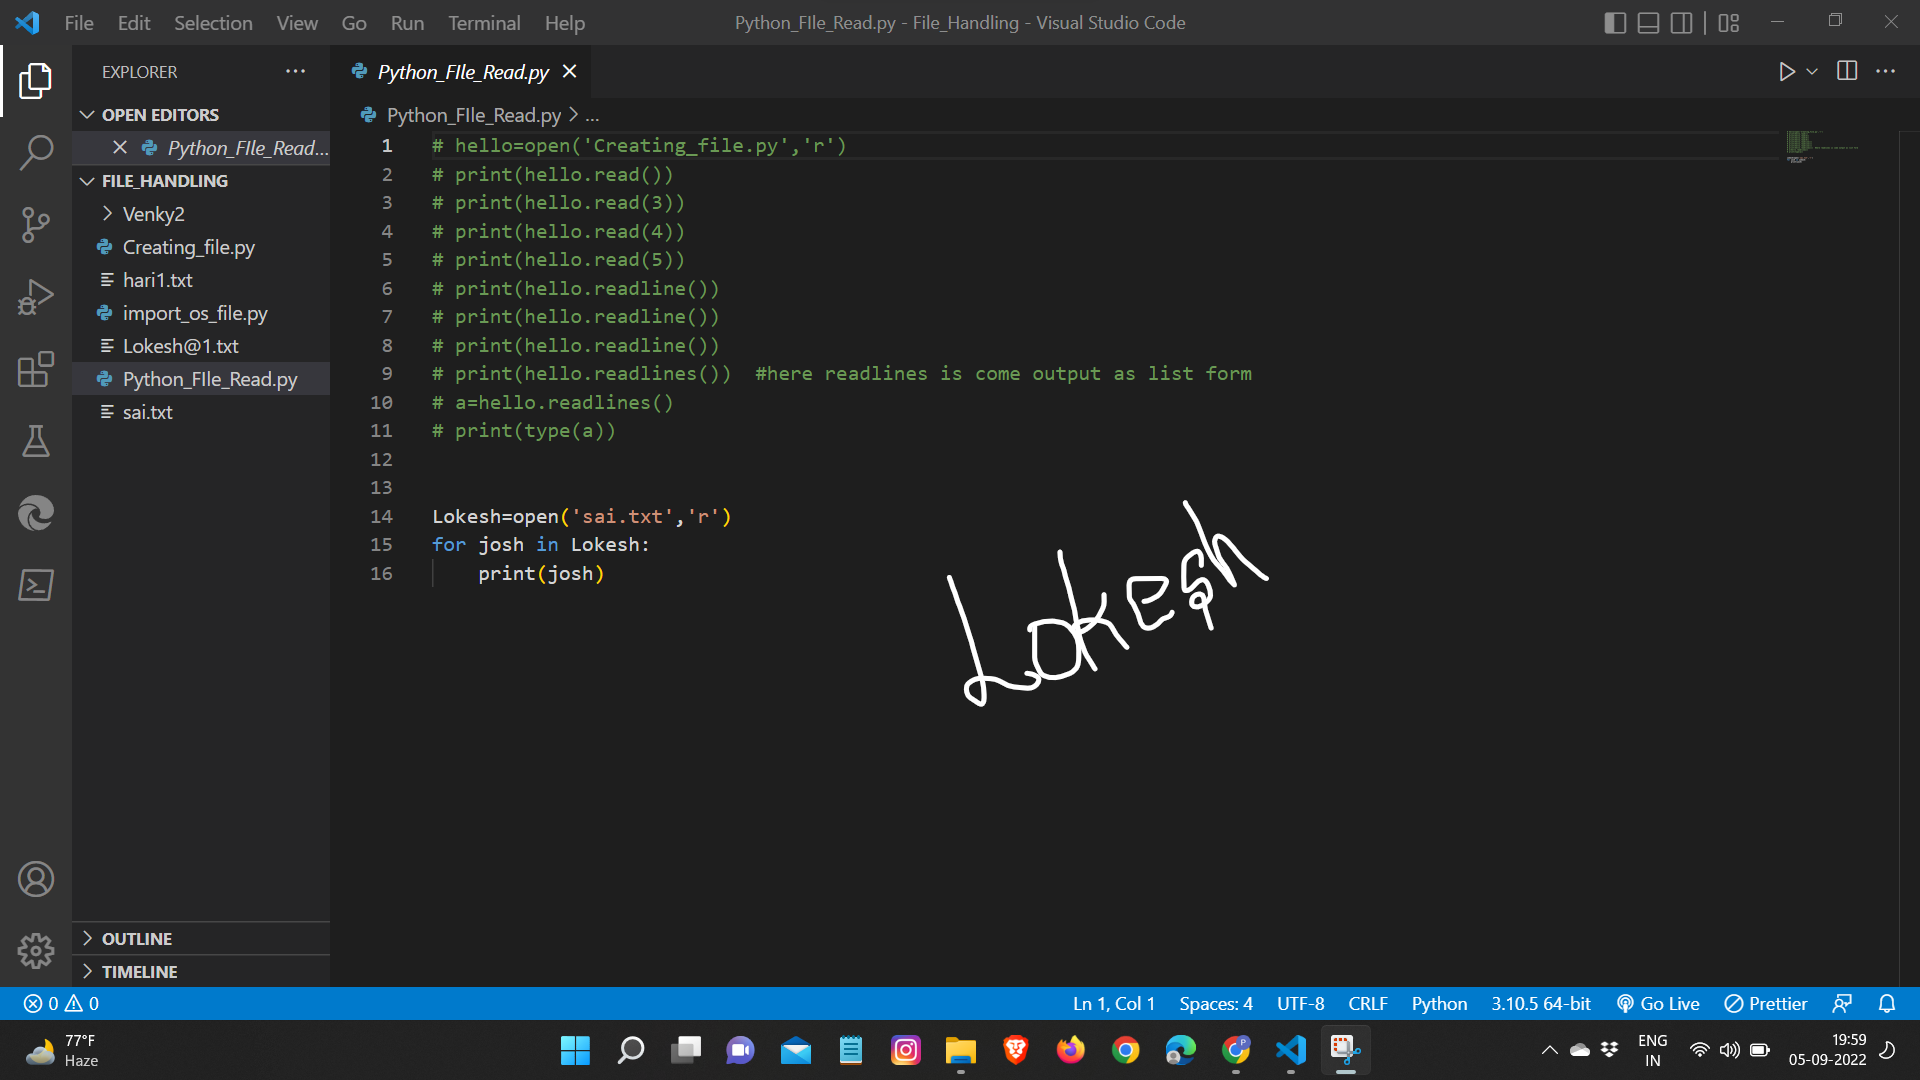 File Edit Selection View Go Run Terminal Help Python_FIle_Read.py - File_Handling - Visual Studio Code
EXPLORER
OPEN EDITORS
Python_FIle_Read...
FILE_HANDLING
Venky2
Creating_file.py
hari1.txt
import_os_file.py
Lokesh@1.txt
Python_FIle_Read.py
sai.txt
OUTLINE
TIMELINE
Python_FIle_Read.py
Python_FIle_Read.py > ...
1 # hello=open('Creating_file.py','r')
2 # print(hello.read())
3 # print(hello.read(3))
4 # print(hello.read(4))
5 # print(hello.read(5))
6 # print(hello.readline())
7 # print(hello.readline())
8 # print(hello.readline())
9 # print(hello.readlines())  #here readlines is come output as list form
10 # a=hello.readlines()
11 # print(type(a))
12
13
14 Lokesh=open('sai.txt','r')
15 for josh in Lokesh:
16     print(josh)
Lokesh
0 0 Ln 1, Col 1 Spaces: 4 UTF-8 CRLF Python 3.10.5 64-bit Go Live Prettier
77°F
Haze
ENG
IN
19:59
05-09-2022